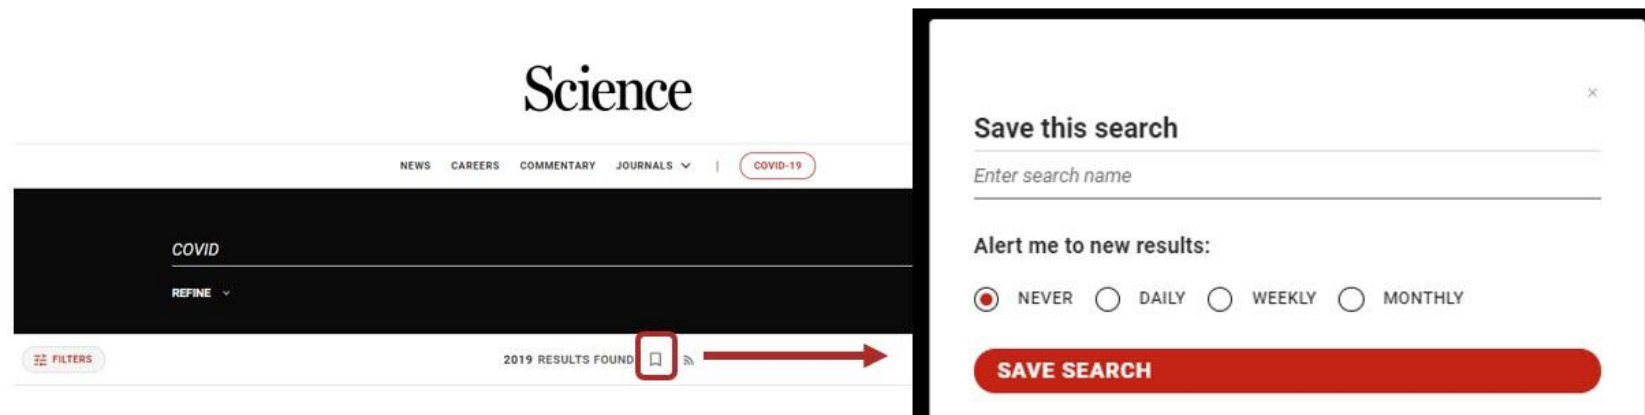 Science
NEWS CAREERS COMMENTARY JOURNALS | COVID-19
COVID
REFINE
FILTERS
2019 RESULTS FOUND
×
Save this search
Enter search name
Alert me to new results:
NEVER DAILY WEEKLY MONTHLY
SAVE SEARCH